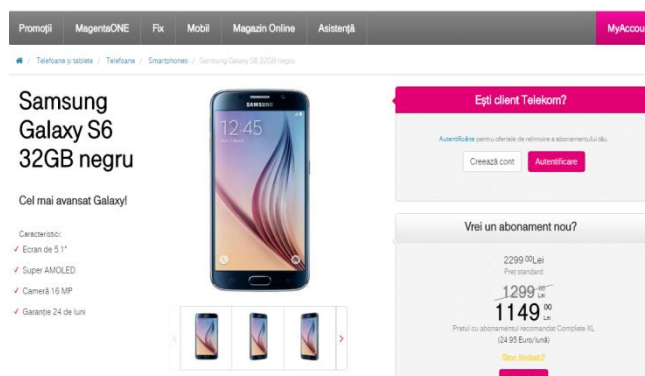 Promoții MagentaONE Fix Mobil Magazin Online Asistență MyAccou
/ Telefoane și tablete / Telefoane / Smartphones / Samsung Galaxy S6 32GB negru
Samsung
Galaxy S6
32GB negru
Cel mai avansat Galaxy!
Caracteristici:
Ecran de 5.1"
Super AMOLED
Cameră 16 MP
Garanție 24 de luni
SAMSUNG
12:45
Ești client Telekom?
Autentifică-te pentru ofertele de reînnoire a abonamentului tău.
Creează cont Autentificare
Vrei un abonament nou?
2299 00 Lei
Preț standard
1299 00 Lei
1149 00 Lei
Prețul cu abonamentul recomandat Complete XL
(24.95 Euro/lună)
Stoc limitat:2